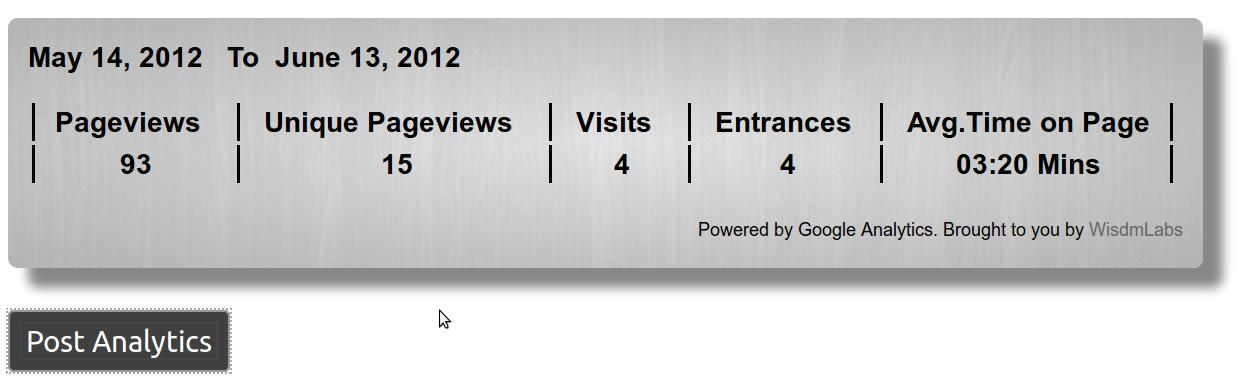 May 14, 2012 To June 13, 2012
Pageviews Unique Pageviews Visits Entrances Avg.Time on Page
93 15 4 4 03:20 Mins
Powered by Google Analytics. Brought to you by WisdmLabs
Post Analytics